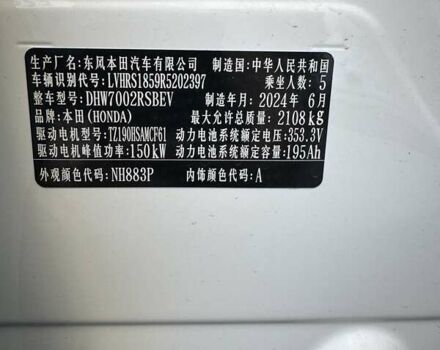 生产厂名:东风本田汽车有限公司 制造国:中华人民共和国
车辆识别代号:LVHRS1859R5202397 乘坐人数:5
整车型号:DHW7002RSBEV 制造年月:2024年6月
品牌:本田(HONDA) 最大允许总质量:2108kg
驱动电机型号:TZ190HSAMCF61 动力电池系统额定电压:353.3V
驱动电机峰值功率:150kW 动力电池系统额定容量:195Ah
外观颜色代码:NH883P 内饰颜色代码:A